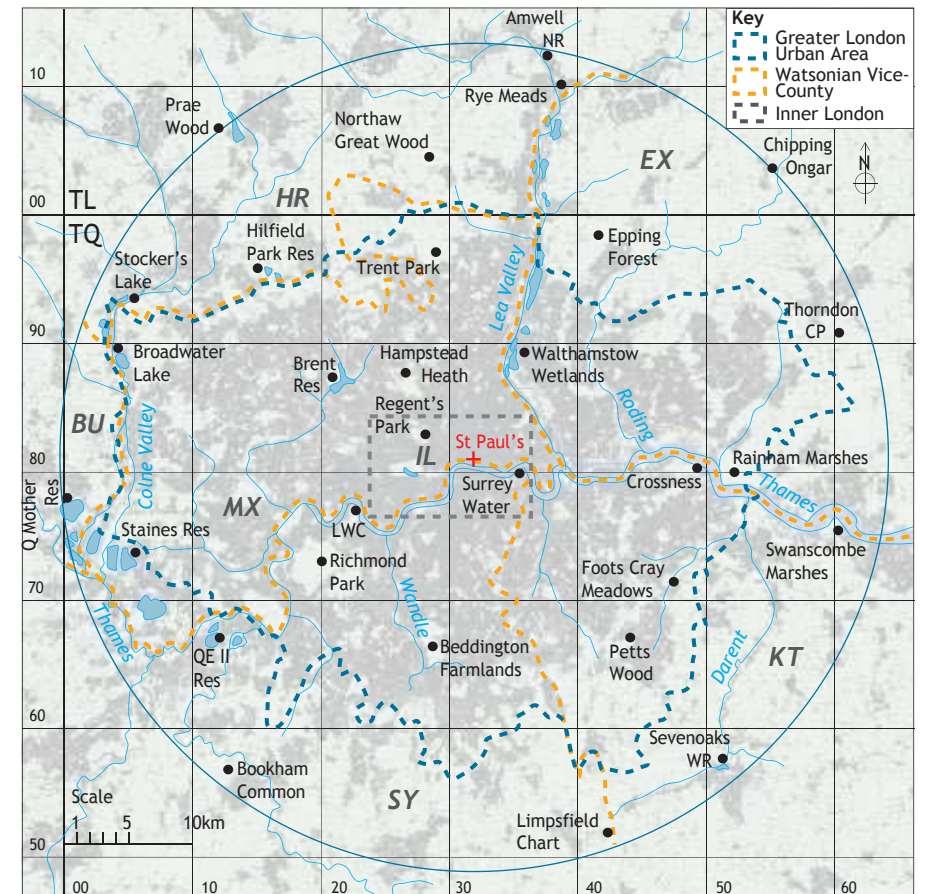 Amwell
NR
Key
Greater London
Urban Area
Watsonian Vice-
County
Inner London
10
Rye Meads
Prae
Wood
Northaw
Great Wood
EX
Chipping
Ongar
N
HR
00
TL
TQ
Hilfield
Park Res
Stocker's
Lake
Trent Park
Epping
Forest
Lea Valley
Thorndon
CP
90
Broadwater
Lake
Brent
Res
Hampstead
Heath
Walthamstow
Wetlands
Regent's
Park
Roding
BU
IL
St Paul's
Colne Valley
80
Rainham Marshes
Crossness
Surrey
Water
Thames
Q Mother
Res
MX
LWC
Staines Res
Swanscombe
Marshes
Richmond
Park
Foots Cray
Meadows
70
Thames
Wandle
QE II
Res
Beddington
Farmlands
Petts
Wood
Darent
KT
60
Sevenoaks
WR
Bookham
Common
SY
Scale
1 5 10km
Limpsfield
Chart
50
00 10 20 30 40 50 60